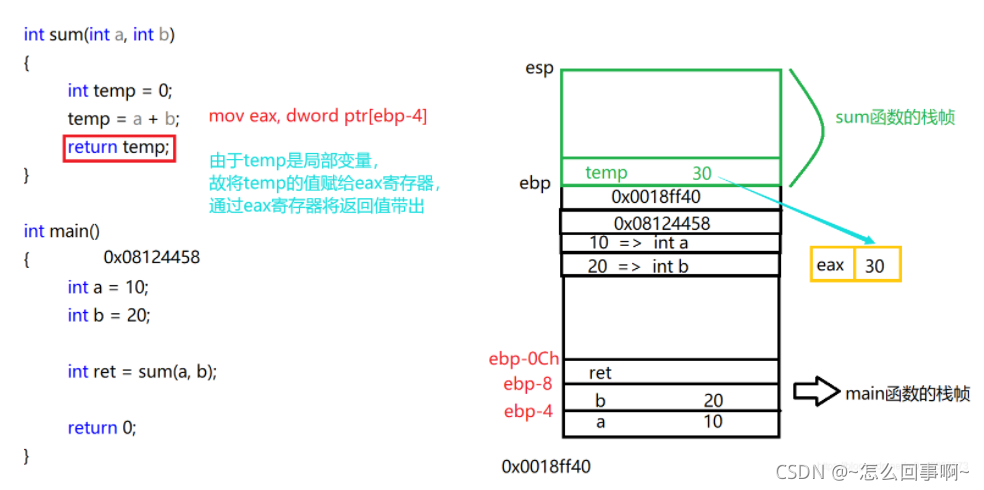 int sum(int a, int b)
{
int temp = 0;
temp = a + b;
return temp;
}
mov eax, dword ptr[ebp-4]
由于temp是局部变量，
故将temp的值赋给eax寄存器，
通过eax寄存器将返回值带出
int main()
{
0x08124458
int a = 10;
int b = 20;
int ret = sum(a, b);
return 0;
}
esp
sum函数的栈帧
temp 30
ebp
0x0018ff40
0x08124458
10 => int a
20 => int b
eax 30
ebp-0Ch
ret
ebp-8
b 20
ebp-4
a 10
main函数的栈帧
0x0018ff40
CSDN @~怎么回事啊~